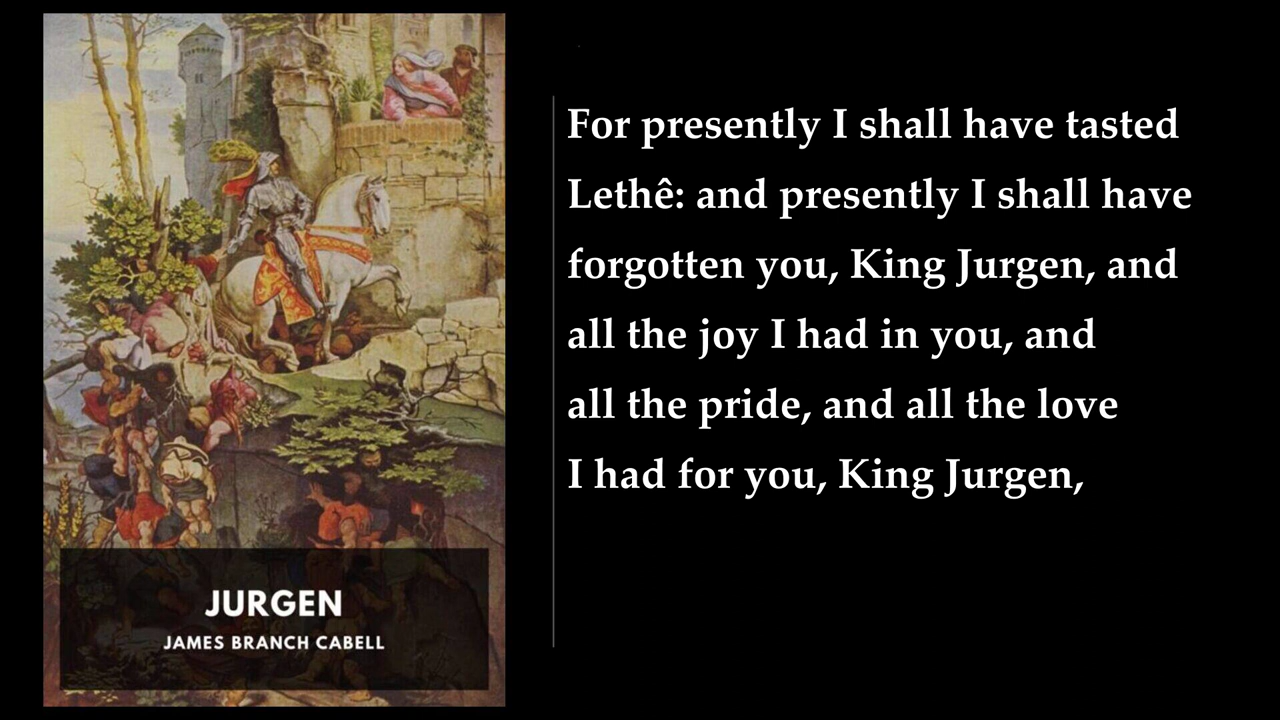 For presently I shall have tasted
Lethê: and presently I shall have
forgotten you, King Jurgen, and
all the joy I had in you, and
all the pride, and all the love
I had for you, King Jurgen,
JURGEN
JAMES BRANCH CABELL